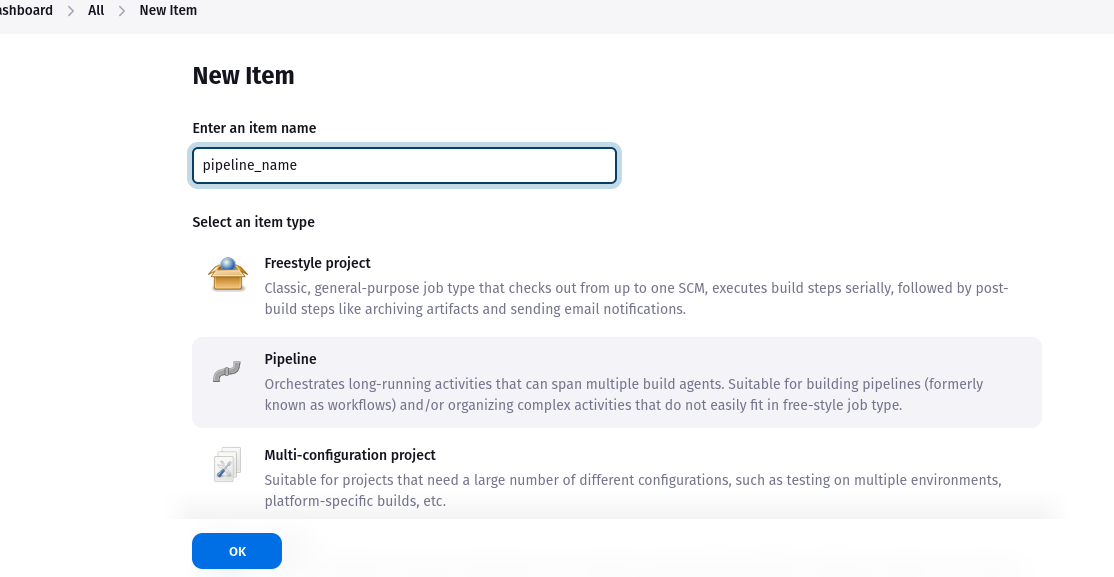 ashboard > All > New Item
New Item
Enter an item name
pipeline_name
Select an item type
Freestyle project
Classic, general-purpose job type that checks out from up to one SCM, executes build steps serially, followed by post-
build steps like archiving artifacts and sending email notifications.
Pipeline
Orchestrates long-running activities that can span multiple build agents. Suitable for building pipelines (formerly
known as workflows) and/or organizing complex activities that do not easily fit in free-style job type.
Multi-configuration project
Suitable for projects that need a large number of different configurations, such as testing on multiple environments,
platform-specific builds, etc.
OK